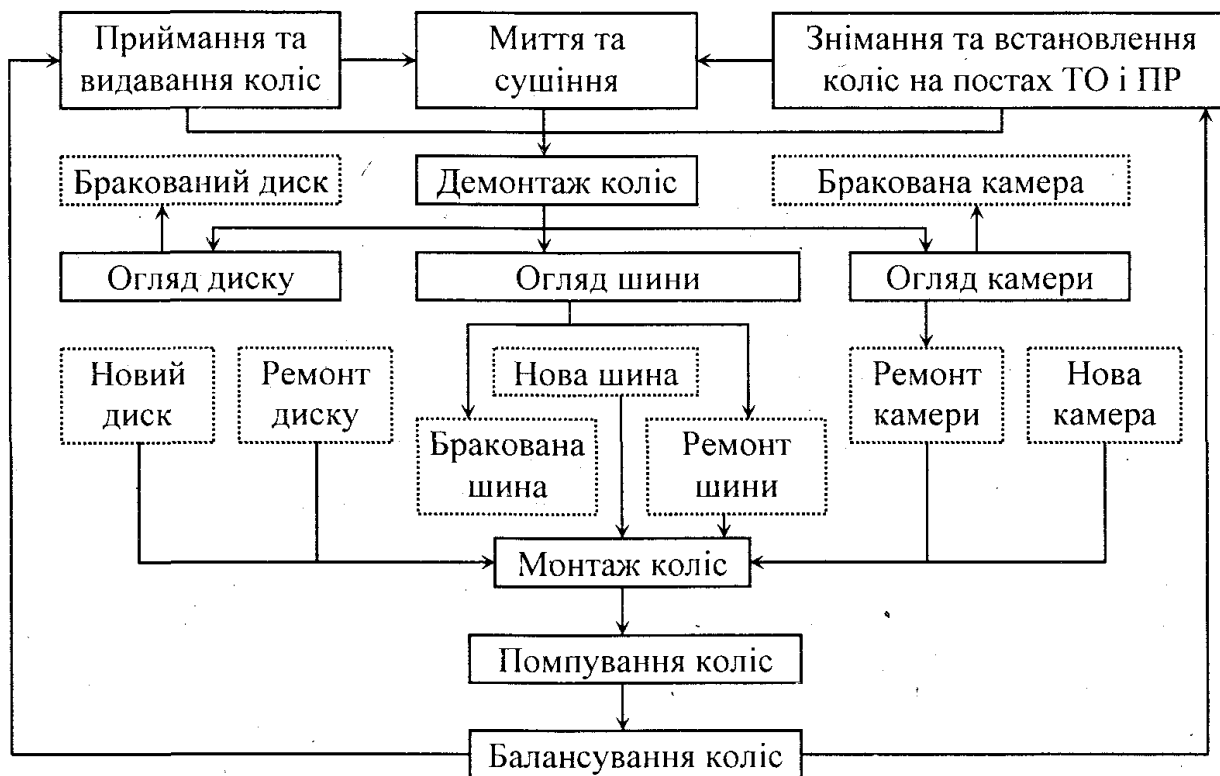 Приймання та
видавання коліс
Миття та
сушіння
Знімання та встановлення
коліс на постах ТО і ПР
Бракований диск
Демонтаж коліс
Бракована камера
Огляд диску
Огляд шини
Огляд камери
Новий
диск
Ремонт
диску
Нова шина
Ремонт
камери
Нова
камера
Бракована
шина
Ремонт
шини
Монтаж коліс
Помпування коліс
Балансування коліс